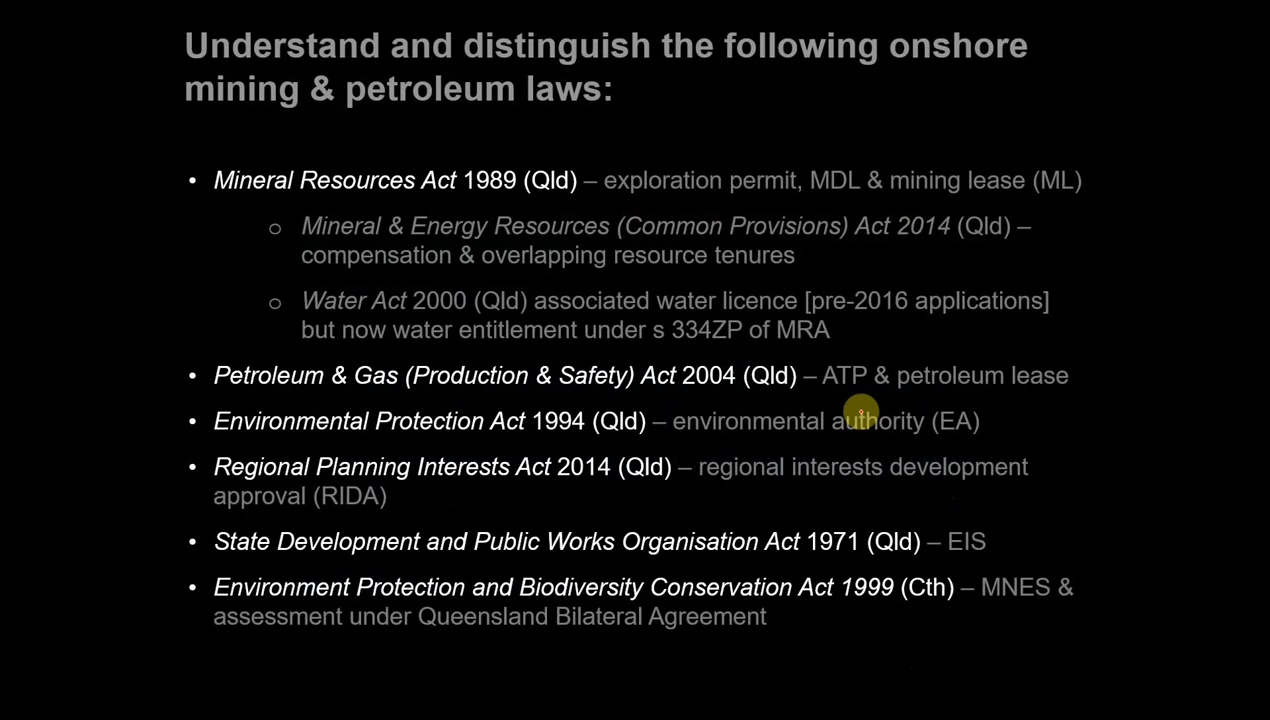 Understand and distinguish the following onshore
mining & petroleum laws:
• Mineral Resources Act 1989 (Qld) – exploration permit, MDL & mining lease (ML)
o Mineral & Energy Resources (Common Provisions) Act 2014 (Qld) –
compensation & overlapping resource tenures
o Water Act 2000 (Qld) associated water licence [pre-2016 applications]
but now water entitlement under s 334ZP of MRA
• Petroleum & Gas (Production & Safety) Act 2004 (Qld) – ATP & petroleum lease
• Environmental Protection Act 1994 (Qld) – environmental authority (EA)
• Regional Planning Interests Act 2014 (Qld) – regional interests development
approval (RIDA)
• State Development and Public Works Organisation Act 1971 (Qld) – EIS
• Environment Protection and Biodiversity Conservation Act 1999 (Cth) – MNES &
assessment under Queensland Bilateral Agreement